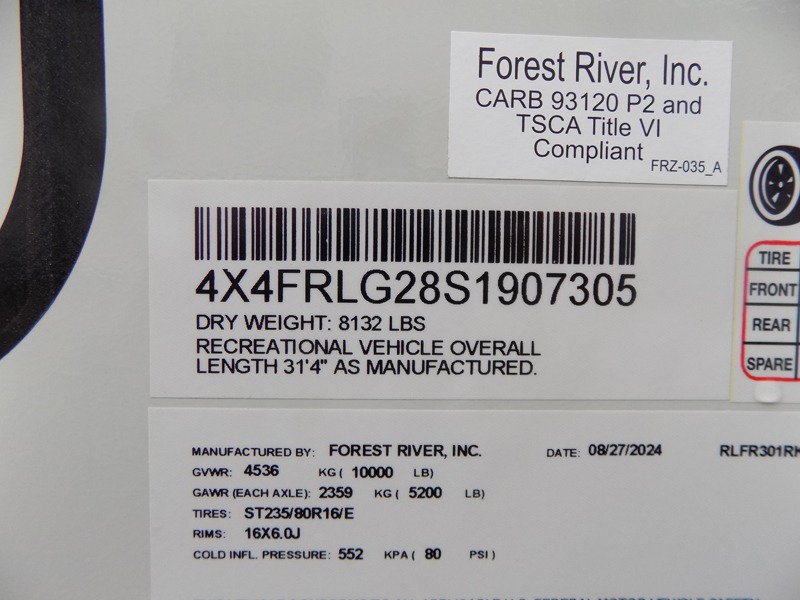 Forest River, Inc.
CARB 93120 P2 and
TSCA Title VI
Compliant FRZ-035_A
4X4FRLG28S1907305
DRY WEIGHT: 8132 LBS
RECREATIONAL VEHICLE OVERALL
LENGTH 31'4" AS MANUFACTURED.
TIRE
FRONT
REAR
SPARE
MANUFACTURED BY: FOREST RIVER, INC. DATE: 08/27/2024 RLFR301RK
GVWR: 4536 KG ( 10000 LB)
GAWR (EACH AXLE): 2359 KG ( 5200 LB)
TIRES: ST235/80R16/E
RIMS: 16X6.0J
COLD INFL. PRESSURE: 552 KPA ( 80 PSI )